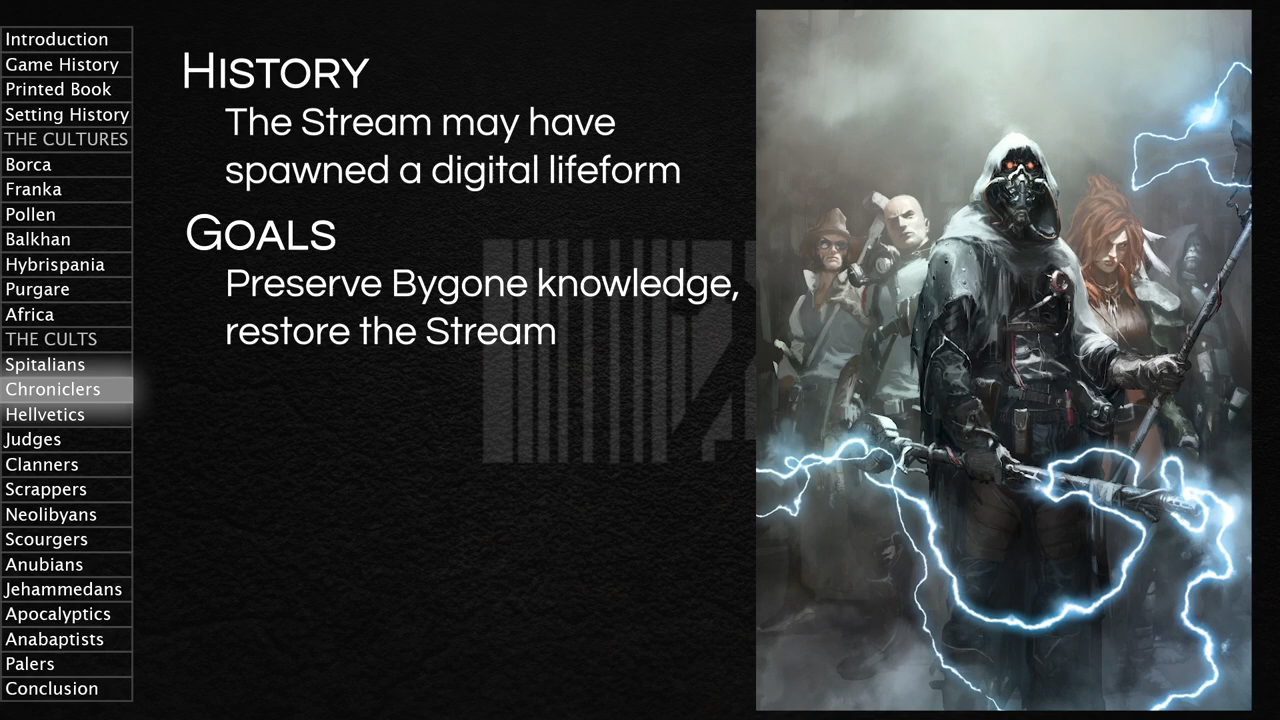 Introduction
Game History
Printed Book
Setting History
THE CULTURES
Borca
Franka
Pollen
Balkhan
Hybrispania
Purgare
Africa
THE CULTS
Spitalians
Chroniclers
Hellvetics
Judges
Clanners
Scrappers
Neolibyans
Scourgers
Anubians
Jehammedans
Apocalyptics
Anabaptists
Palers
Conclusion
HISTORY
The Stream may have
spawned a digital lifeform
GOALS
Preserve Bygone knowledge,
restore the Stream